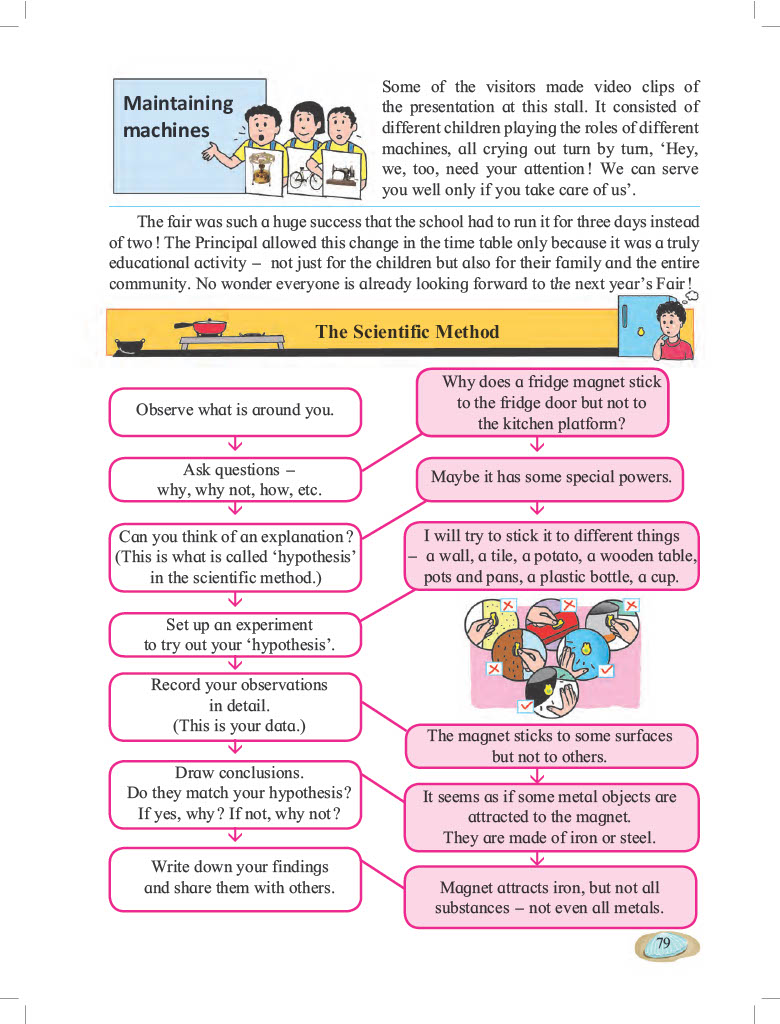 Maintaining
machines
Some of the visitors made video clips of
the presentation at this stall. It consisted of
different children playing the roles of different
machines, all crying out turn by turn, ‘Hey,
we, too, need your attention! We can serve
you well only if you take care of us’.
The fair was such a huge success that the school had to run it for three days instead
of two! The Principal allowed this change in the time table only because it was a truly
educational activity – not just for the children but also for their family and the entire
community. No wonder everyone is already looking forward to the next year’s Fair!
The Scientific Method
Observe what is around you.
Ask questions –
why, why not, how, etc.
Can you think of an explanation?
(This is what is called ‘hypothesis’
in the scientific method.)
Set up an experiment
to try out your ‘hypothesis’.
Record your observations
in detail.
(This is your data.)
Draw conclusions.
Do they match your hypothesis?
If yes, why? If not, why not?
Write down your findings
and share them with others.
Why does a fridge magnet stick
to the fridge door but not to
the kitchen platform?
Maybe it has some special powers.
I will try to stick it to different things
– a wall, a tile, a potato, a wooden table,
pots and pans, a plastic bottle, a cup.
The magnet sticks to some surfaces
but not to others.
It seems as if some metal objects are
attracted to the magnet.
They are made of iron or steel.
Magnet attracts iron, but not all
substances – not even all metals.
79